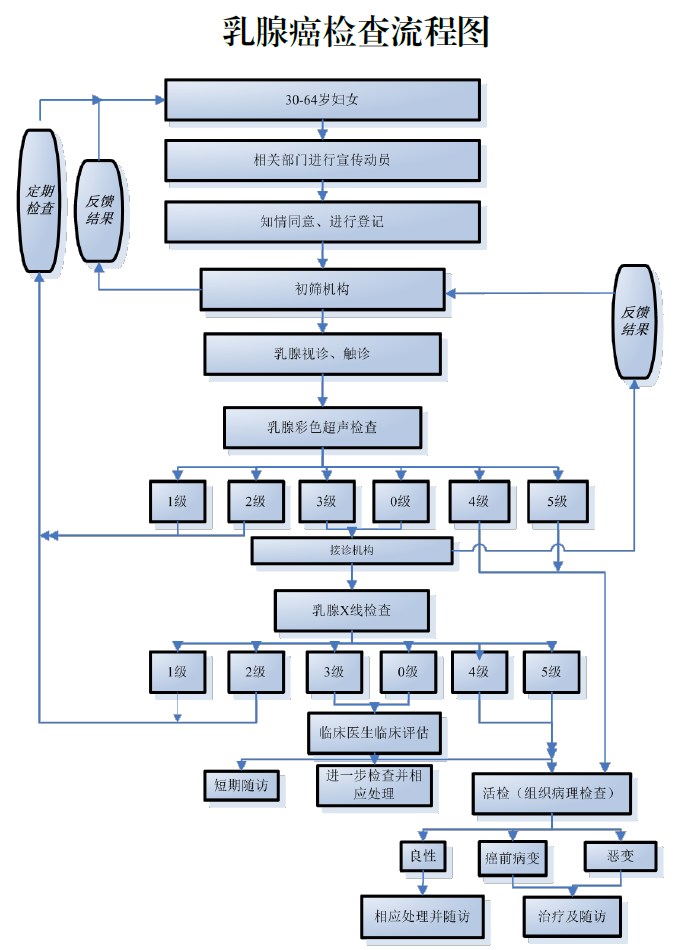 乳腺癌检查流程图
30-64岁妇女
相关部门进行宣传动员
定期
检查
反馈
结果
知情同意、进行登记
初筛机构
反馈
结果
乳腺视诊、触诊
乳腺彩色超声检查
1级
2级
3级
0级
4级
5级
接诊机构
乳腺X线检查
1级
2级
3级
0级
4级
5级
临床医生临床评估
短期随访
进一步检查并相
应处理
活检（组织病理检查）
良性
癌前病变
恶变
相应处理并随访
治疗及随访